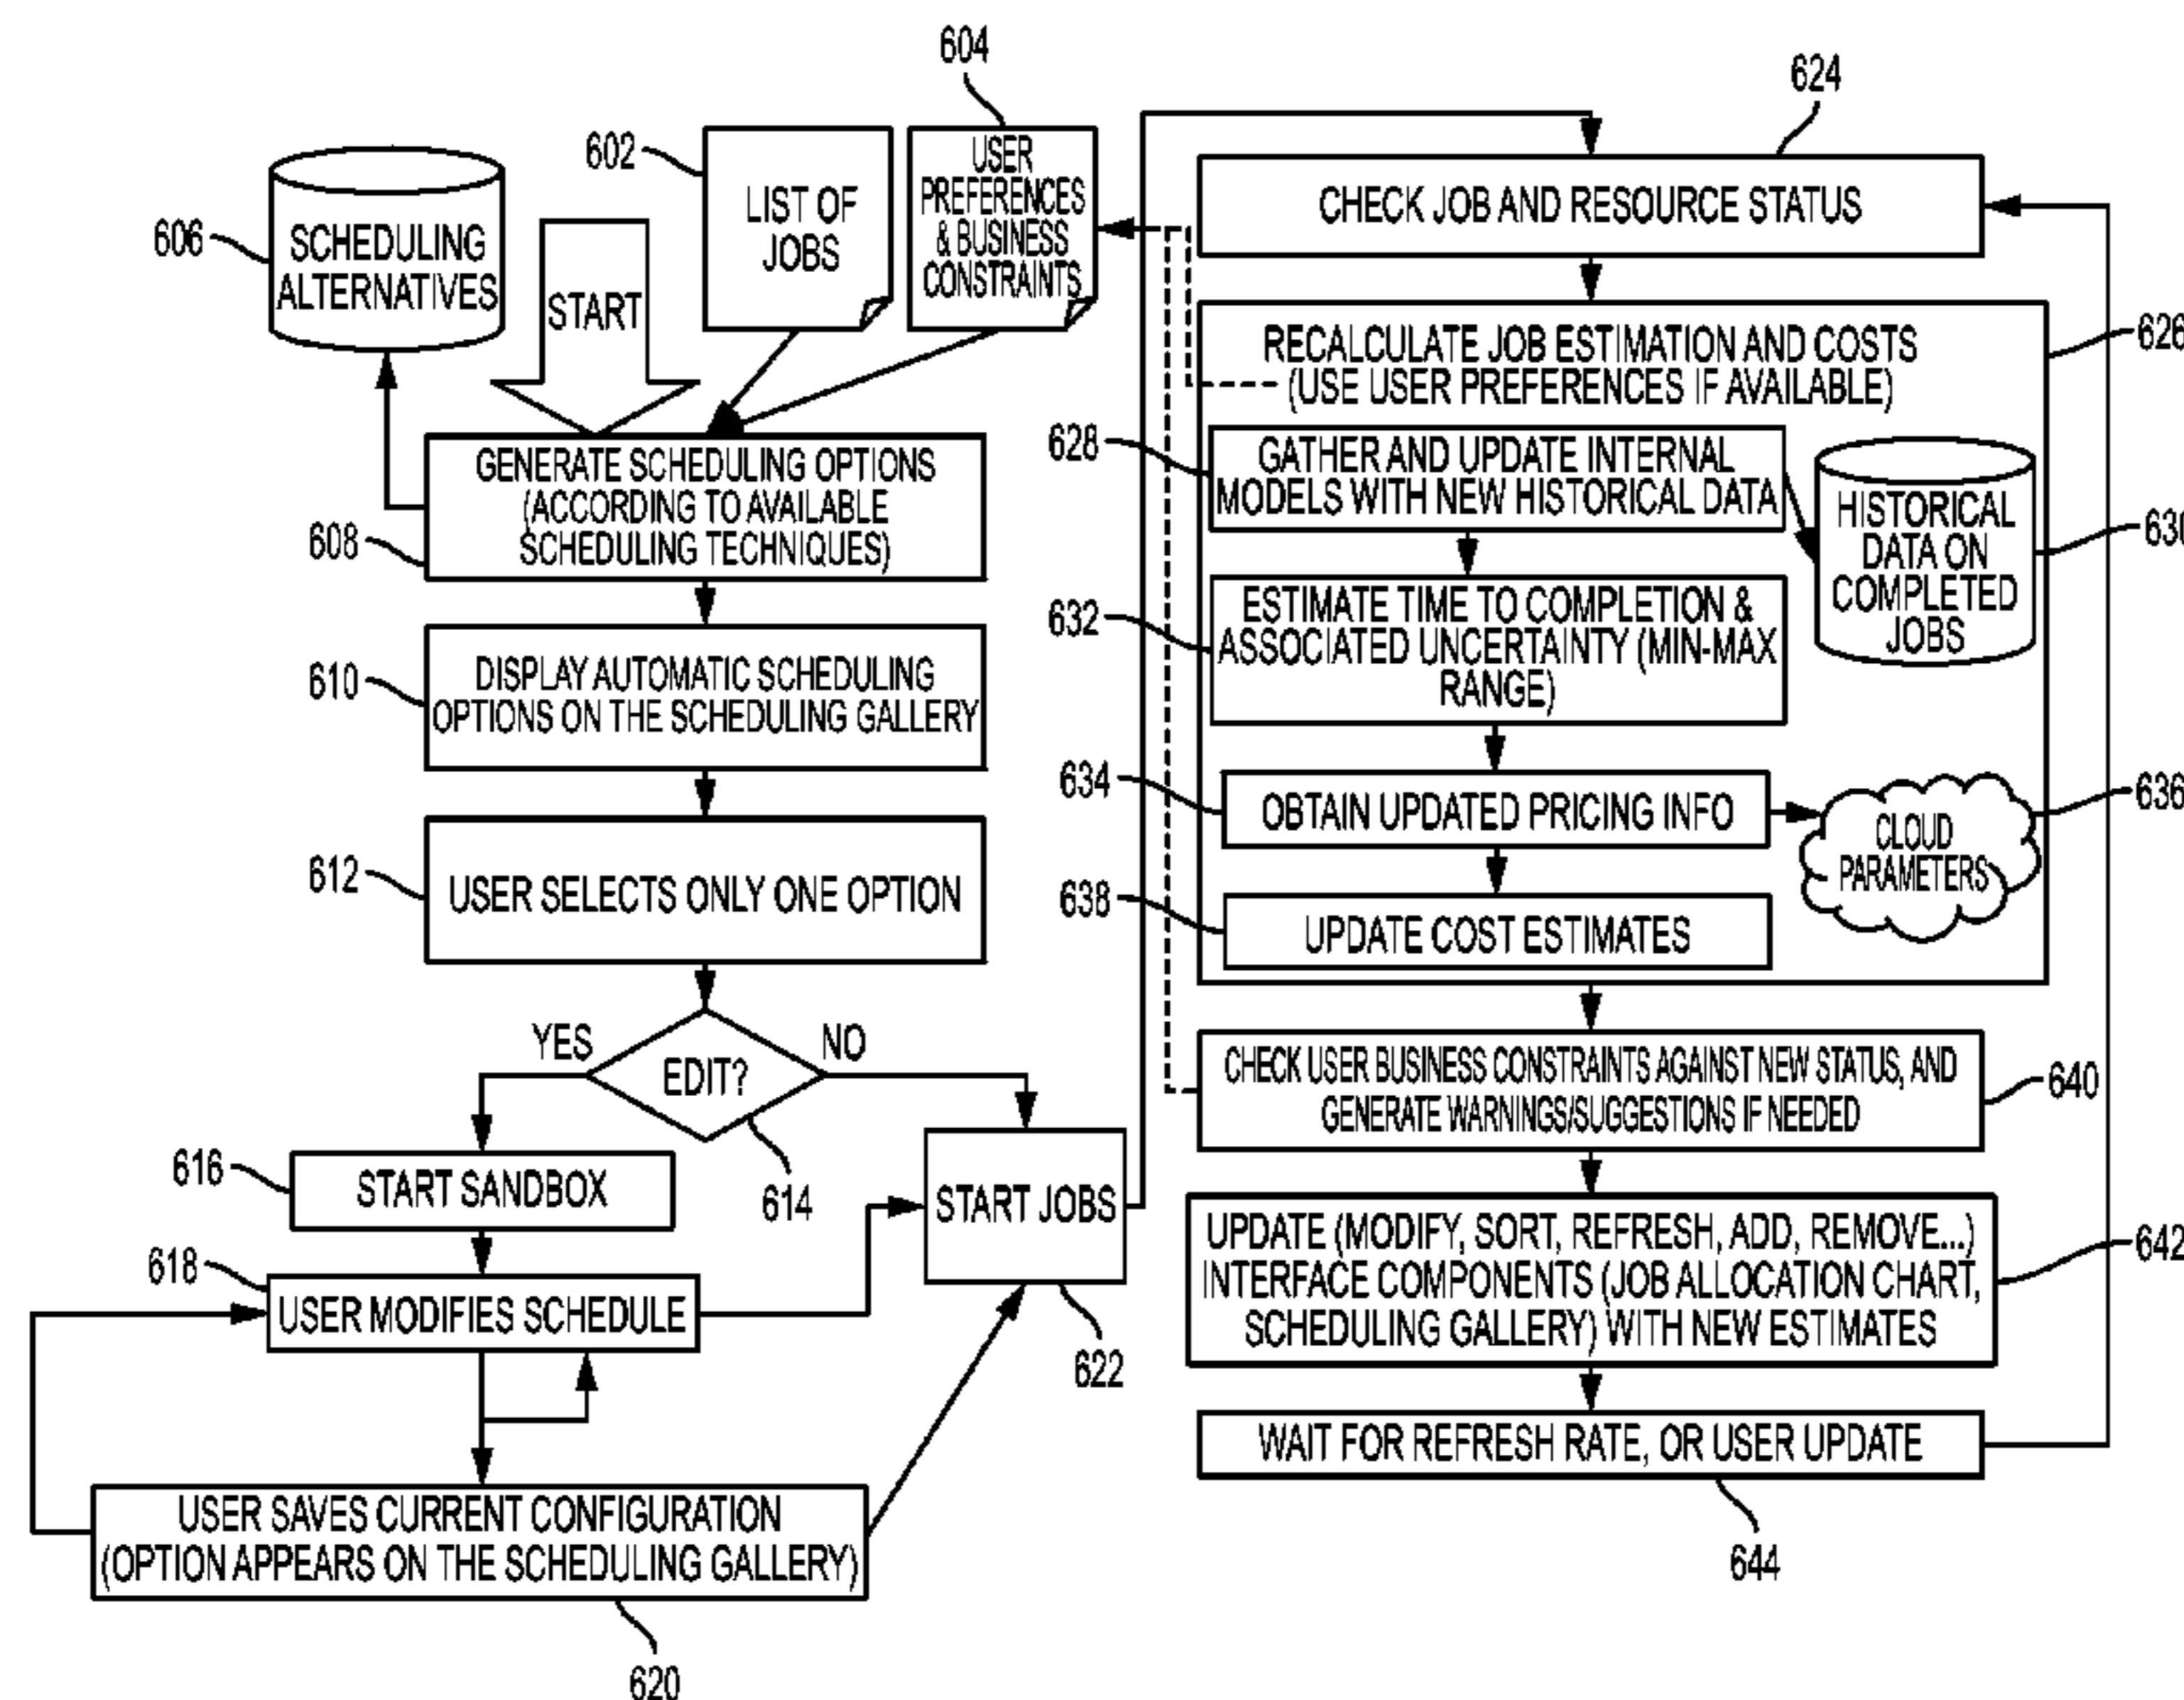 604
624
602
606
SCHEDULING
ALTERNATIVES
START
LIST OF
JOBS
USER
PREFERENCES
& BUSINESS
CONSTRAINTS
GENERATE SCHEDULING OPTIONS
(ACCORDING TO AVAILABLE
SCHEDULING TECHNIQUES)
608
DISPLAY AUTOMATIC SCHEDULING
OPTIONS ON THE SCHEDULING GALLERY
610
USER SELECTS ONLY ONE OPTION
612
YES
EDIT?
NO
614
616
START SANDBOX
618
USER MODIFIES SCHEDULE
START JOBS
622
USER SAVES CURRENT CONFIGURATION
(OPTION APPEARS ON THE SCHEDULING GALLERY)
620
CHECK JOB AND RESOURCE STATUS
RECALCULATE JOB ESTIMATION AND COSTS
(USE USER PREFERENCES IF AVAILABLE)
626
628
GATHER AND UPDATE INTERNAL
MODELS WITH NEW HISTORICAL DATA
HISTORICAL
DATA ON
COMPLETED
JOBS
630
632
ESTIMATE TIME TO COMPLETION &
ASSOCIATED UNCERTAINTY (MIN-MAX
RANGE)
634
OBTAIN UPDATED PRICING INFO
CLOUD
PARAMETERS
636
638
UPDATE COST ESTIMATES
CHECK USER BUSINESS CONSTRAINTS AGAINST NEW STATUS, AND
GENERATE WARNINGS/SUGGESTIONS IF NEEDED
640
UPDATE (MODIFY, SORT, REFRESH, ADD, REMOVE...)
INTERFACE COMPONENTS (JOB ALLOCATION CHART,
SCHEDULING GALLERY) WITH NEW ESTIMATES
642
WAIT FOR REFRESH RATE, OR USER UPDATE
644